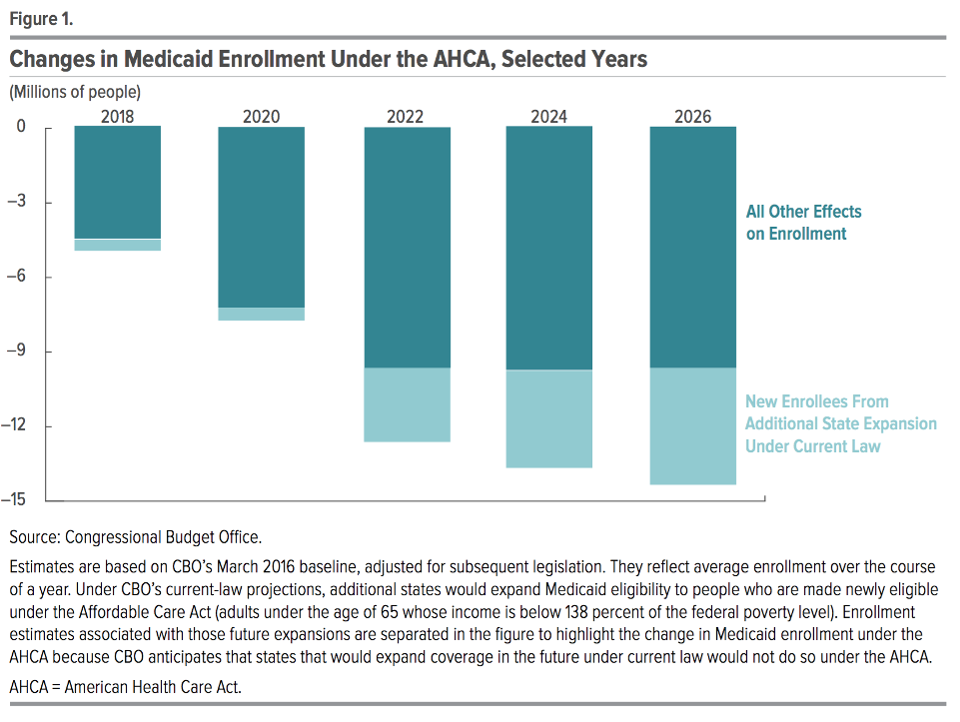 Figure 1.
Changes in Medicaid Enrollment Under the AHCA, Selected Years
(Millions of people)
2018 2020 2022 2024 2026
0
–3
–6
–9
–12
–15
All Other Effects
on Enrollment
New Enrollees From
Additional State Expansion
Under Current Law
Source: Congressional Budget Office.
Estimates are based on CBO’s March 2016 baseline, adjusted for subsequent legislation. They reflect average enrollment over the course
of a year. Under CBO’s current-law projections, additional states would expand Medicaid eligibility to people who are made newly eligible
under the Affordable Care Act (adults under the age of 65 whose income is below 138 percent of the federal poverty level). Enrollment
estimates associated with those future expansions are separated in the figure to highlight the change in Medicaid enrollment under the
AHCA because CBO anticipates that states that would expand coverage in the future under current law would not do so under the AHCA.
AHCA = American Health Care Act.